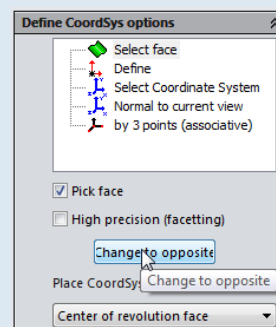 Define CoordSys options
Select face
Define
Select Coordinate System
Normal to current view
by 3 points (associative)
Pick face
High precision (facetting)
Change to opposite
Place CoordSys
Change to opposite
Center of revolution face